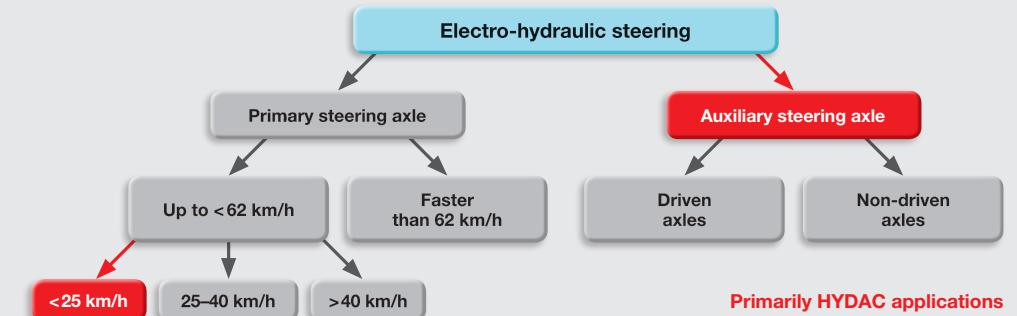 Electro-hydraulic steering
Primary steering axle
Auxiliary steering axle
Up to <62 km/h
Faster
than 62 km/h
Driven
axles
Non-driven
axles
<25 km/h
25–40 km/h
>40 km/h
Primarily HYDAC applications